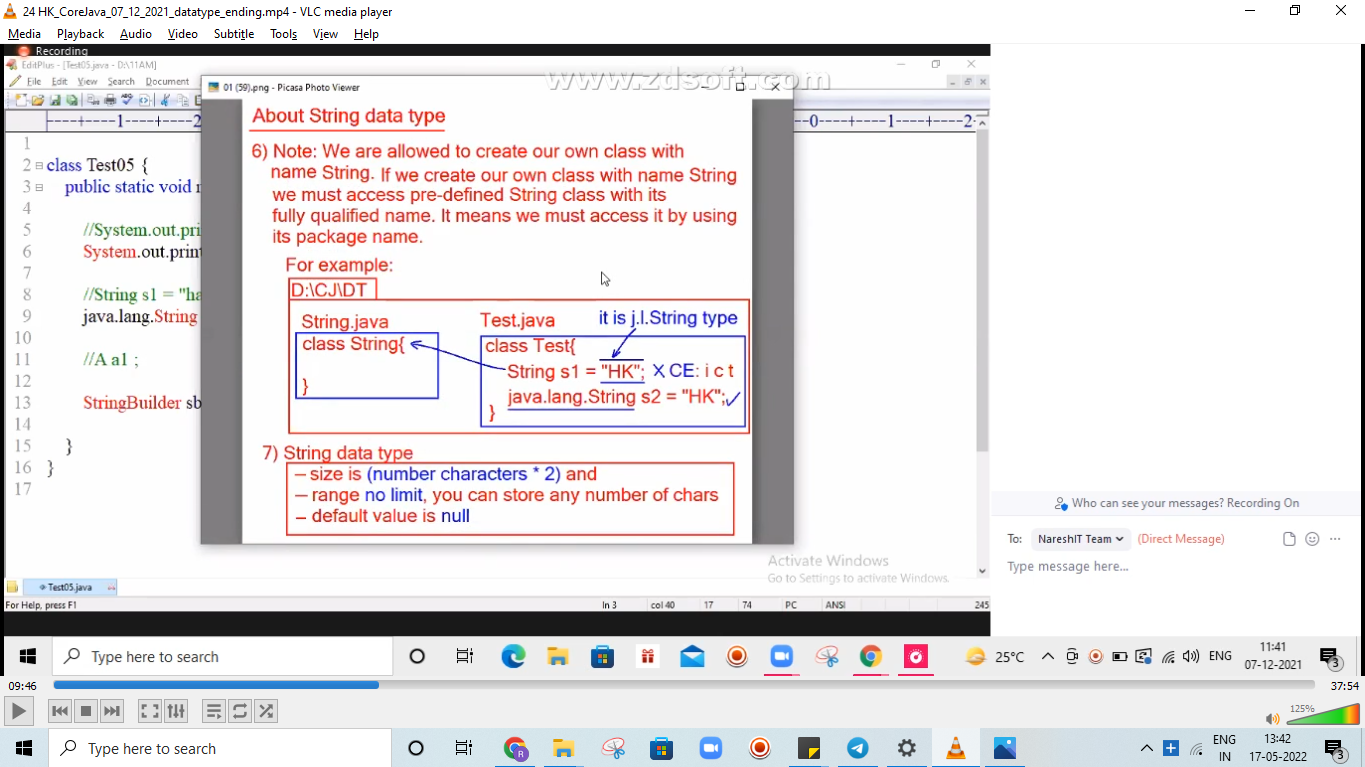 24 HK_CoreJava_07_12_2021_datatype_ending.mp4 - VLC media player
Media Playback Audio Video Subtitle Tools View Help
Recording
EditPlus - [Test05.java - D:\11AM]
File Edit View Search Document
www.zdsoft.com
01 (59).png - Picasa Photo Viewer
----+----1----+----2
--0----+----1----+----2-
1
2 class Test05 {
3 public static void
4
5 //System.out.pri
6 System.out.print
7
8 //String s1 = "ha
9 java.lang.String
10
11 //A a1 ;
12
13 StringBuilder sb
14
15 }
16 }
17
About String data type
6) Note: We are allowed to create our own class with
name String. If we create our own class with name String
we must access pre-defined String class with its
fully qualified name. It means we must access it by using
its package name.
For example:
D:\CJ\DT
String.java
class String{
}
Test.java it is j.l.String type
class Test{
String s1 = "HK"; X CE: i c t
java.lang.String s2 = "HK";
}
7) String data type
– size is (number characters * 2) and
– range no limit, you can store any number of chars
– default value is null
Activate Windows
Go to Settings to activate Windows.
Test05.java
For Help, press F1 ln 3 col 40 17 74 PC ANSI 245
Who can see your messages? Recording On
To: NareshIT Team (Direct Message)
Type message here...
Type here to search 25°C ENG 11:41
07-12-2021 3
09:46 37:54
125%
Type here to search R ENG 13:42
IN 17-05-2022 3